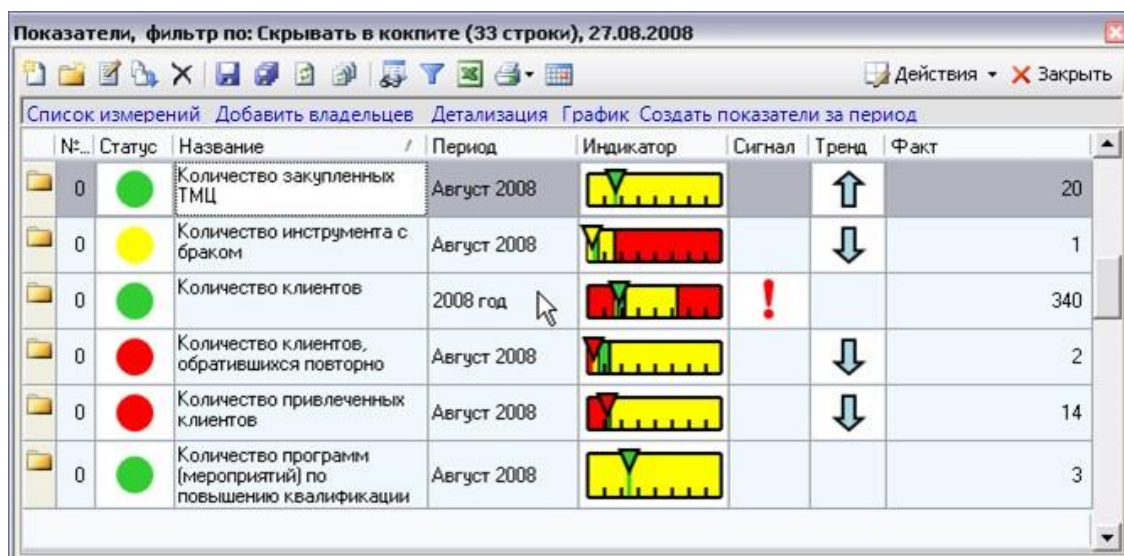 Показатели, фильтр по: Скрывать в кокпите (33 строки), 27.08.2008
Действия Закрыть
Список измерений Добавить владельцев Детализация График Создать показатели за период
№... Статус Название / Период Индикатор Сигнал Тренд Факт
0 Количество закупленных
ТМЦ Август 2008 20
0 Количество инструмента с
браком Август 2008 1
0 Количество клиентов 2008 год 340
0 Количество клиентов,
обратившихся повторно Август 2008 2
0 Количество привлеченных
клиентов Август 2008 14
0 Количество программ
(мероприятий) по
повышению квалификации Август 2008 3